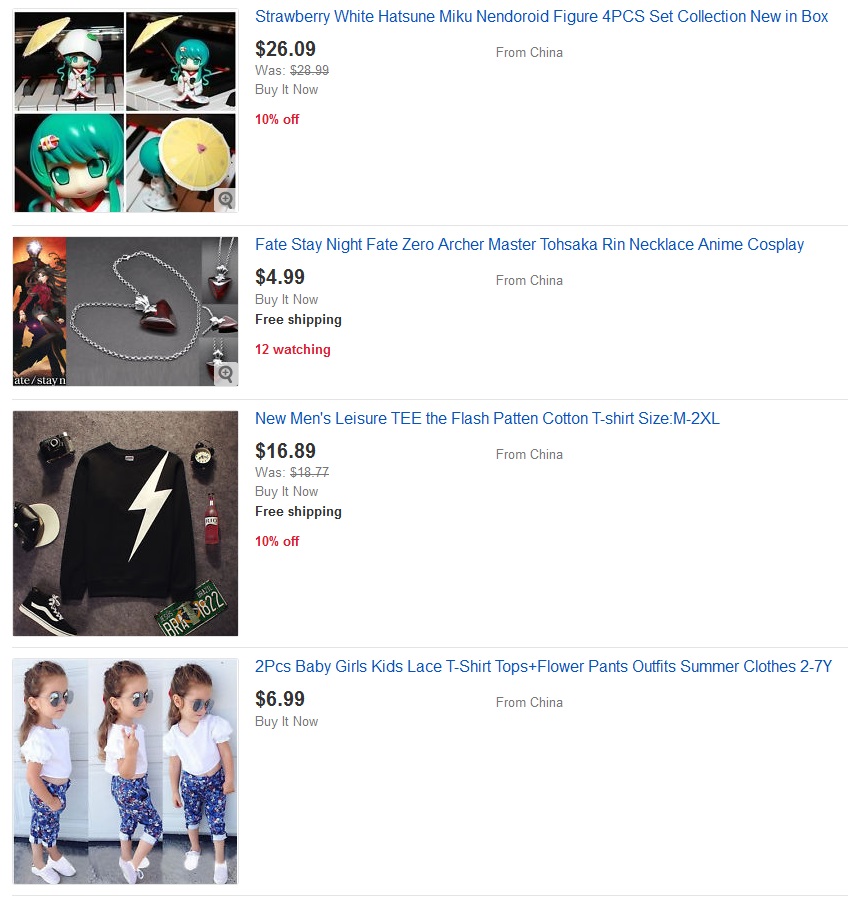 Strawberry White Hatsune Miku Nendoroid Figure 4PCS Set Collection New in Box
$26.09
From China
Was: $28.99
Buy It Now
10% off
Fate Stay Night Fate Zero Archer Master Tohsaka Rin Necklace Anime Cosplay
$4.99
From China
Buy It Now
Free shipping
12 watching
ate/stay n
New Men's Leisure TEE the Flash Patten Cotton T-shirt Size:M-2XL
$16.89
From China
Was: $18.77
Buy It Now
Free shipping
10% off
BRAZIL
BRA 1822
2Pcs Baby Girls Kids Lace T-Shirt Tops+Flower Pants Outfits Summer Clothes 2-7Y
$6.99
From China
Buy It Now